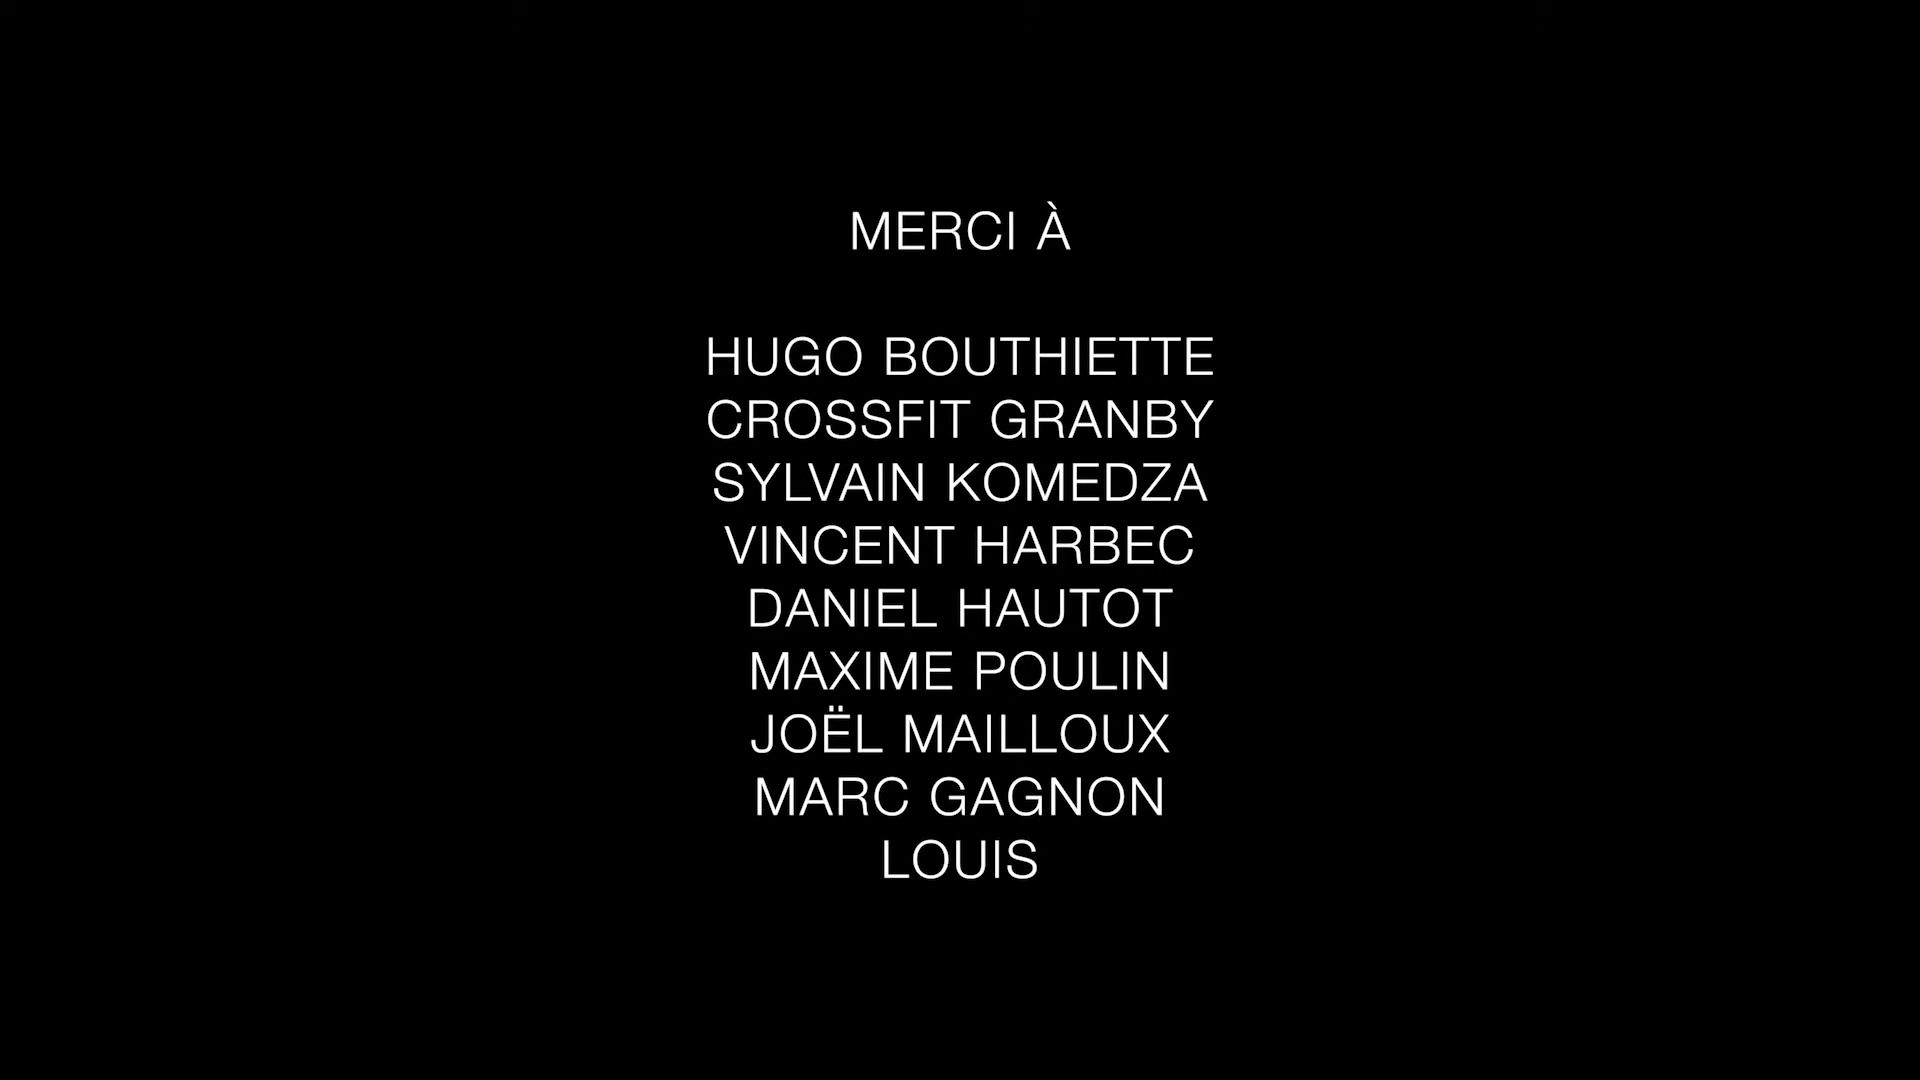 MERCI À
HUGO BOUTHIETTE
CROSSFIT GRANBY
SYLVAIN KOMEDZA
VINCENT HARBEC
DANIEL HAUTOT
MAXIME POULIN
JOËL MAILLOUX
MARC GAGNON
LOUIS